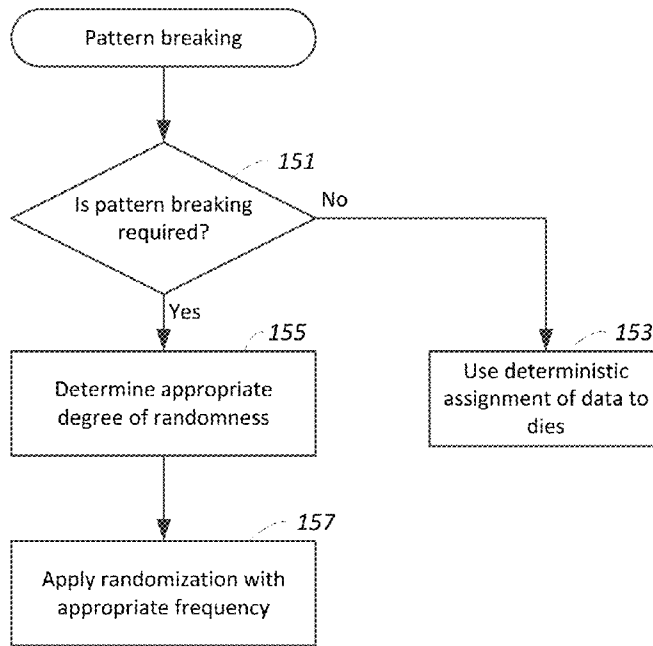 Pattern breaking
151
Is pattern breaking
required?
No
Yes
155
Determine appropriate
degree of randomness
153
Use deterministic
assignment of data to
dies
157
Apply randomization with
appropriate frequency